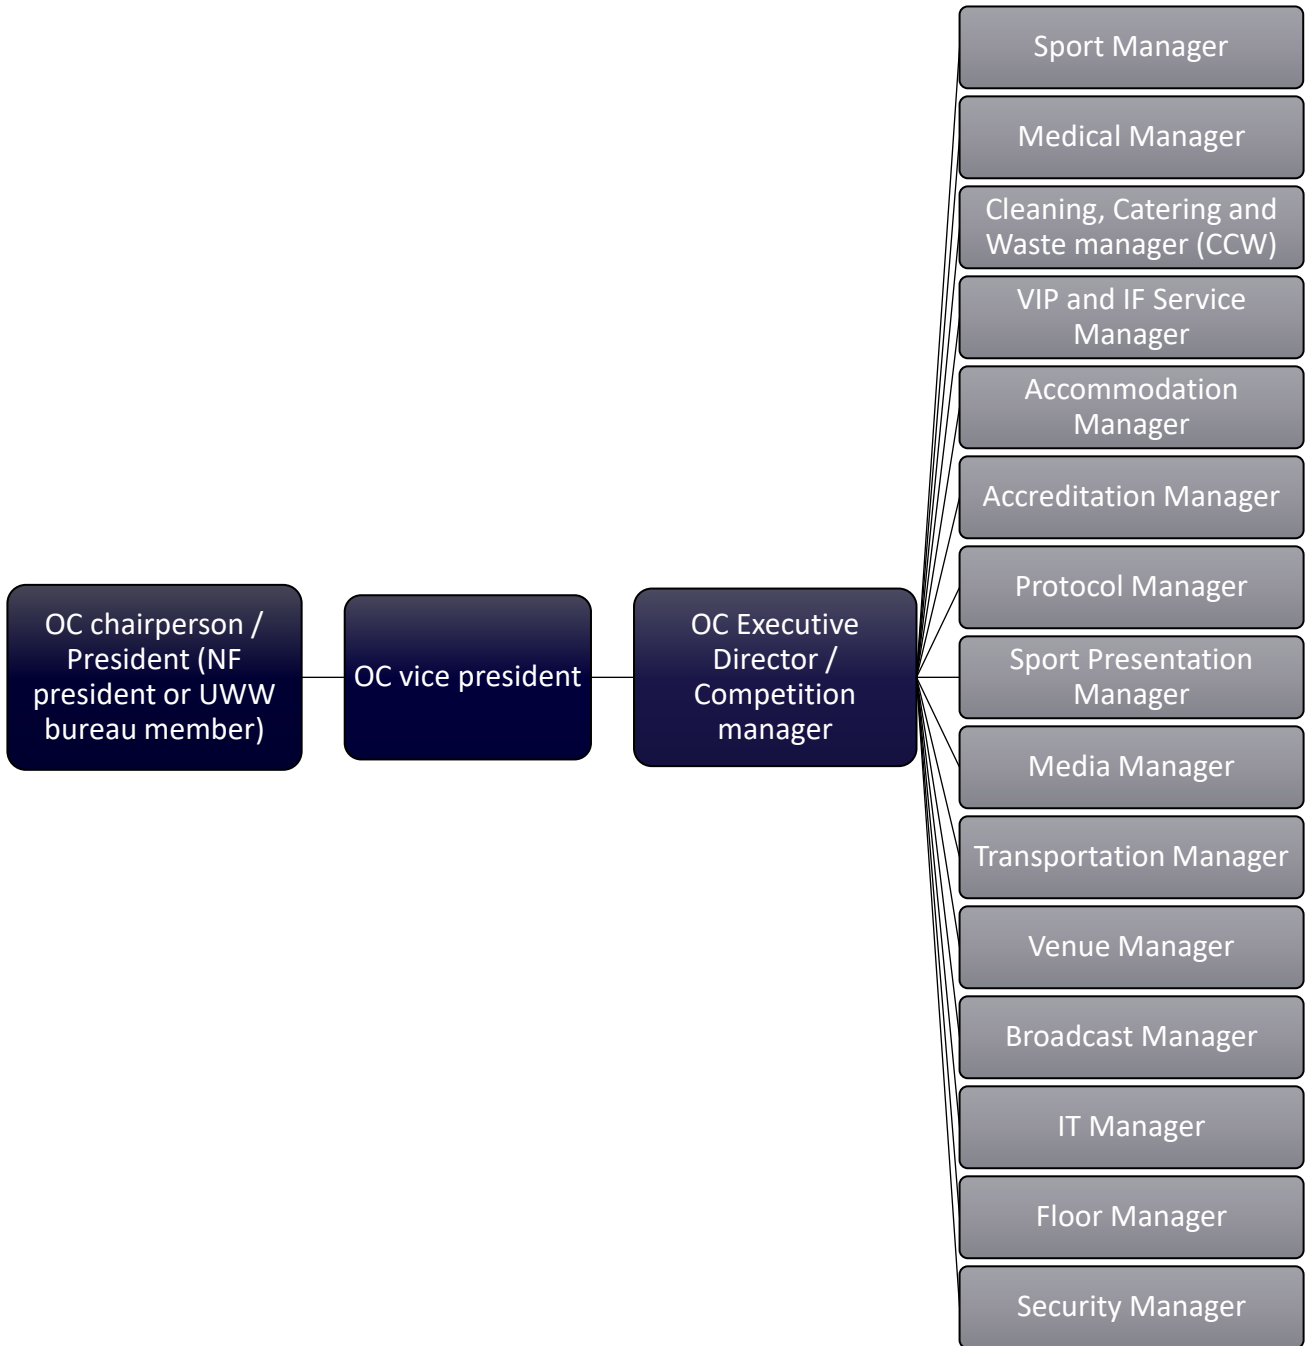 OC chairperson /
President (NF
president or UWW
bureau member)
OC vice president
OC Executive
Director /
Competition
manager
Sport Manager
Medical Manager
Cleaning, Catering and
Waste manager (CCW)
VIP and IF Service
Manager
Accommodation
Manager
Accreditation Manager
Protocol Manager
Sport Presentation
Manager
Media Manager
Transportation Manager
Venue Manager
Broadcast Manager
IT Manager
Floor Manager
Security Manager